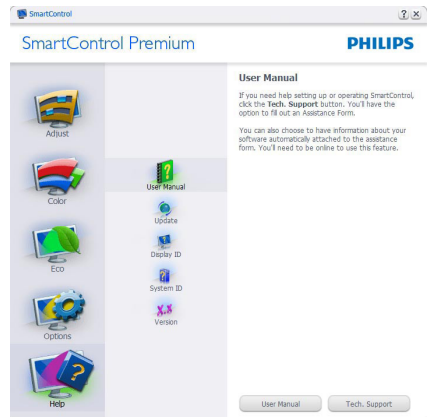 SmartControl
SmartControl Premium
PHILIPS
Adjust
Color
Eco
Options
Help
User Manual
Update
Display ID
System ID
X.X
Version
User Manual
If you need help setting up or operating SmartControl,
click the Tech. Support button. You'll have the
option to fill out an Assistance Form.
You can also choose to have information about your
software automatically attached to the assistance
form. You'll need to be online to use this feature.
User Manual
Tech. Support